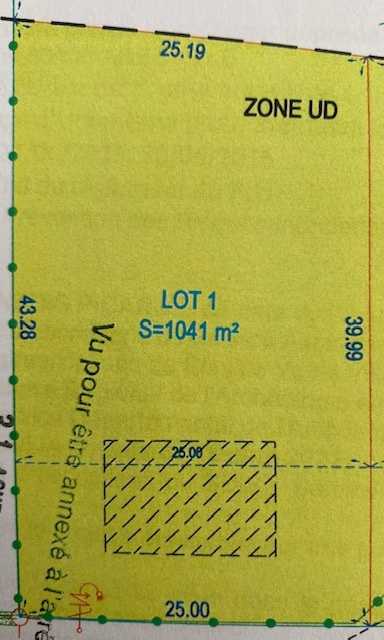 25.19
ZONE UD
LOT 1
S=1041 m²
43.28
39.99
Vu pour être annexé à l'arrê
25.00
25.00